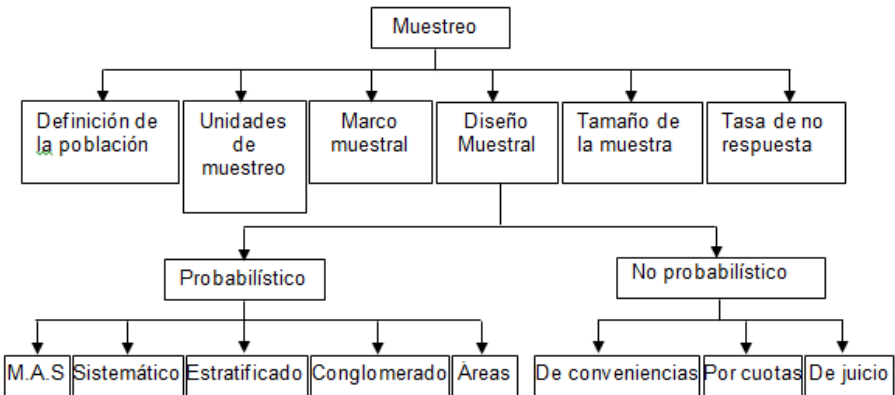 Muestreo
Definición de
la población
Unidades
de
muestreo
Marco
muestral
Diseño
Muestral
Tamaño de
la muestra
Tasa de no
respuesta
Probabilístico
No probabilístico
M.A.S
Sistemático
Estratificado
Conglomerado
Áreas
De conveniencias
Por cuotas
De juicio